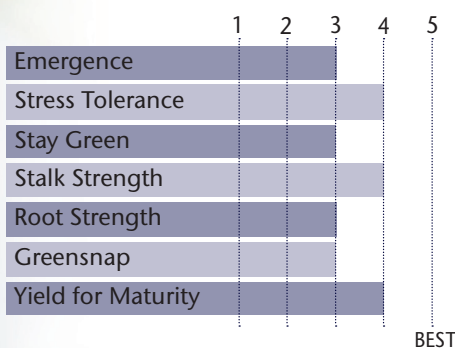 1 2 3 4 5
Emergence
Stress Tolerance
Stay Green
Stalk Strength
Root Strength
Greensnap
Yield for Maturity
BEST